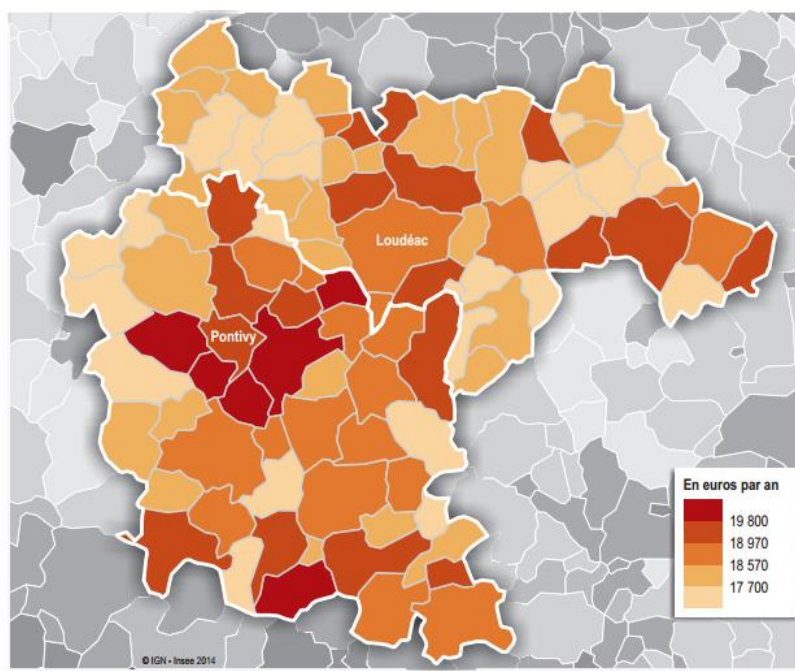 Loudéac
Pontivy
En euros par an
19 800
18 970
18 570
17 700
© IGN - Insee 2014